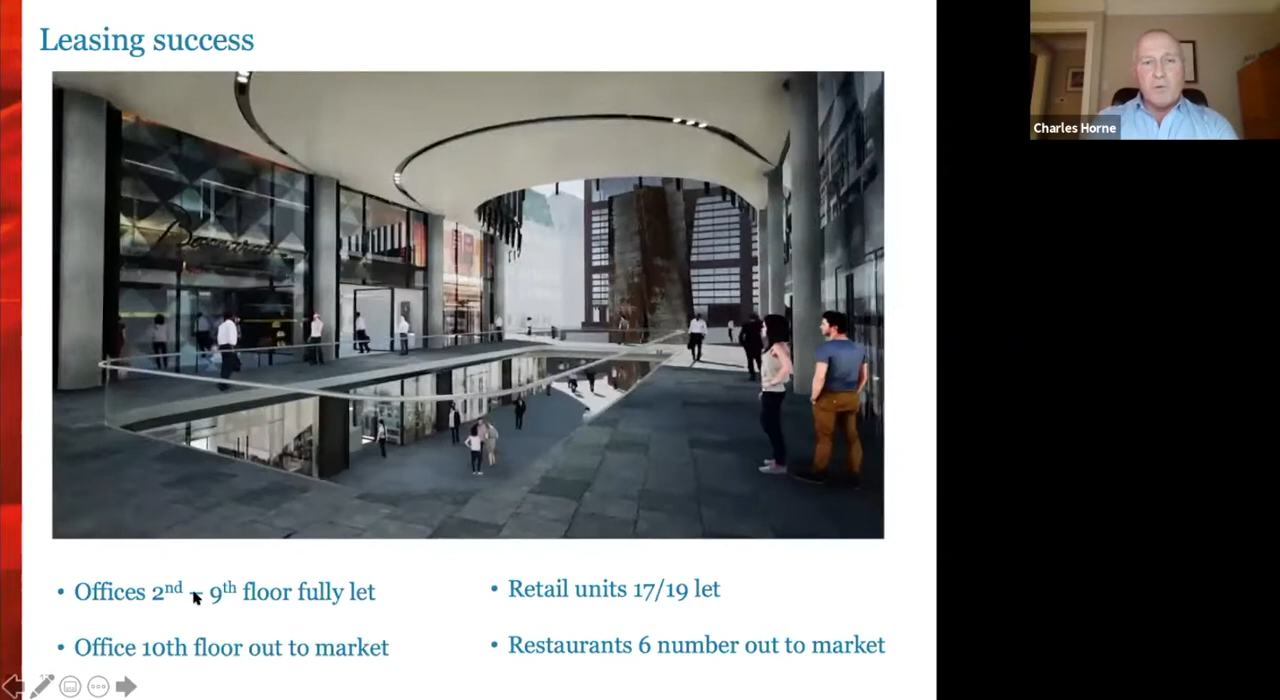 Leasing success
Charles Horne
• Offices 2nd – 9th floor fully let
• Retail units 17/19 let
• Office 10th floor out to market
• Restaurants 6 number out to market